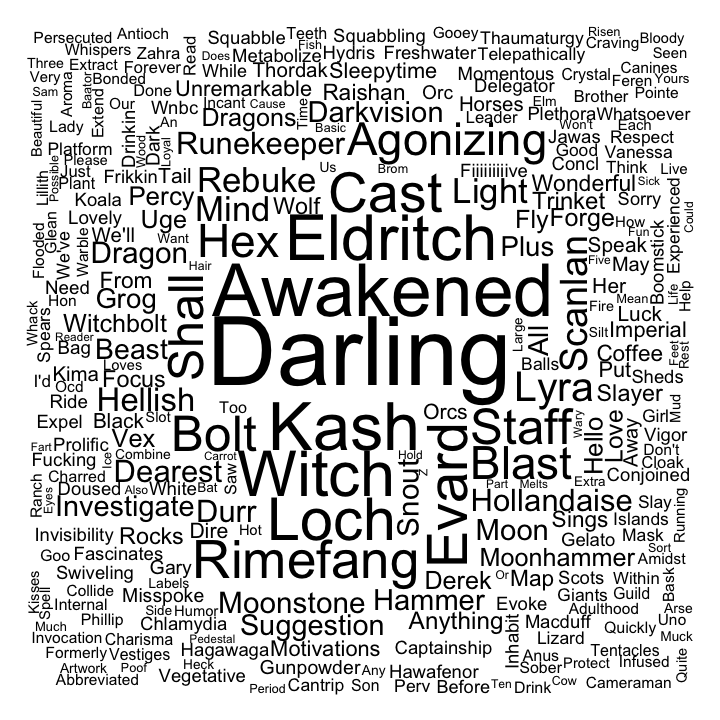 Persecuted Antioch Squabble Teeth Squabbling Gooey Thaumaturgy Risen Bloody
Whispers Zahra Read Does Fish Hydris Freshwater Telepathically Craving Seen
Three Extract Forever Metabolize
Very Aroma Baator Bonded While Thordak Sleepytime Momentous Crystal Canines
Sam Extend Done Unremarkable Raishan Orc Delegator Feren Yours
Beautiful Our Wnbc Incant Cause Time Horses Elm Brother Pointe
Lady Drinkin An Dragons Darkvision Leader Plethora Whatsoever
Platform Wood Dark Loyal Runekeeper Basic Agonizing Won't Each
Please Jawas Respect
Possible Just Frikkin Tail Us Brom Fiiiiiiiive Good Vanessa
Lilith Plant Rebuke Concl Think Live
Koala Percy Mind Wolf Cast Light Wonderful Sick
Glean Lovely Uge Trinket Sorry Experienced Could
Flooded We've Warble We'll Want Hex Eldritch Plus Fly Forge How Fun
Dragon Speak Boomstick
Need From Hair Shall Awakened Scanlan Five May Life
Hon Grog Her Mean Help
Whack Spears Witchbolt Darling Large All Fire Luck
Reader Bag Beast Silt Imperial Feet Rest
I'd Kima Loves Balls Coffee
Ocd Focus Lyra Put Sheds
Ride Hellish Slayer Mud
Expel Black Slot Too Kash Orcs Staff Wary Love Girl
Fart Prolific Vex Bolt Hello Away Vigor
Fucking Ice Combine Carrot Witch Hold Evard Blast Don't
Charred Dearest Saw Snout Z Cloak
Ranch Eyes Doused Also White Bat Part Melts Extra Conjoined
Investigate Durr Loch Hollandaise Slay Running
Invisibility Rocks Dire Hot Moon Sings Islands
Goo Fascinates Rimefang Gelato Mask
Swiveling Gary Moonhammer Sort Amidst
Kisses Spell Collide Labels Derek Or Map Scots Within Bask
Internal Misspoke Moonstone Hammer Evoke Giants Guild
Much Phillip Side Humor Adulthood Arse
Chlamydia Suggestion Anything Macduff Quickly Uno
Invocation Charisma Pedestal Inhabit Lizard Muck
Formerly Vestiges Hagawaga Motivations Captainship Tentacles
Artwork Poof Heck Gunpowder Any Hawafenor Anus Quite
Abbreviated Vegetative Sober Protect Infused
Period Cantrip Son Perv Before Ten Drink Cow Cameraman